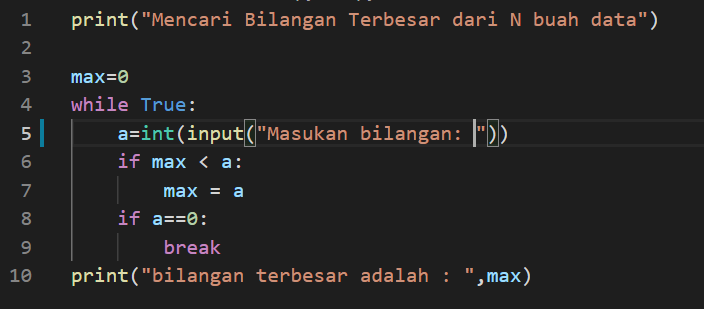 1 print("Mencari Bilangan Terbesar dari N buah data")
2
3 max=0
4 while True:
5     a=int(input("Masukan bilangan: "))
6     if max < a:
7         max = a
8     if a==0:
9         break
10 print("bilangan terbesar adalah : ",max)